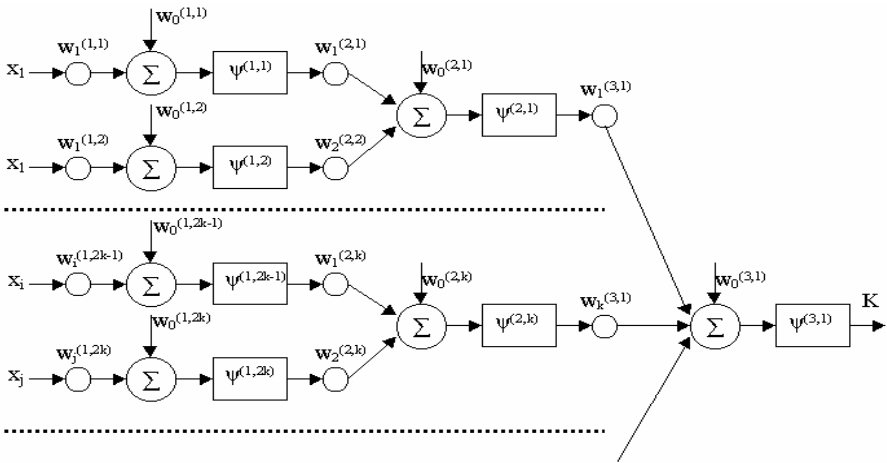 w₀⁽¹,¹⁾
x₁ w₁⁽¹,¹⁾ Σ ψ⁽¹,¹⁾ w₁⁽²,¹⁾
w₀⁽²,¹⁾
w₀⁽¹,²⁾
Σ ψ⁽²,¹⁾ w₁⁽³,¹⁾
x₁ w₁⁽¹,²⁾ Σ ψ⁽¹,²⁾ w₂⁽²,²⁾
w₀⁽¹,²ᵏ⁻¹⁾
xᵢ wᵢ⁽¹,²ᵏ⁻¹⁾ Σ ψ⁽¹,²ᵏ⁻¹⁾ w₁⁽²,ᵏ⁾
w₀⁽²,ᵏ⁾
w₀⁽³,¹⁾
w₀⁽¹,²ᵏ⁾
Σ ψ⁽²,ᵏ⁾ wₖ⁽³,¹⁾ Σ ψ⁽³,¹⁾ K
xⱼ wⱼ⁽¹,²ᵏ⁾ Σ ψ⁽¹,²ᵏ⁾ w₂⁽²,ᵏ⁾